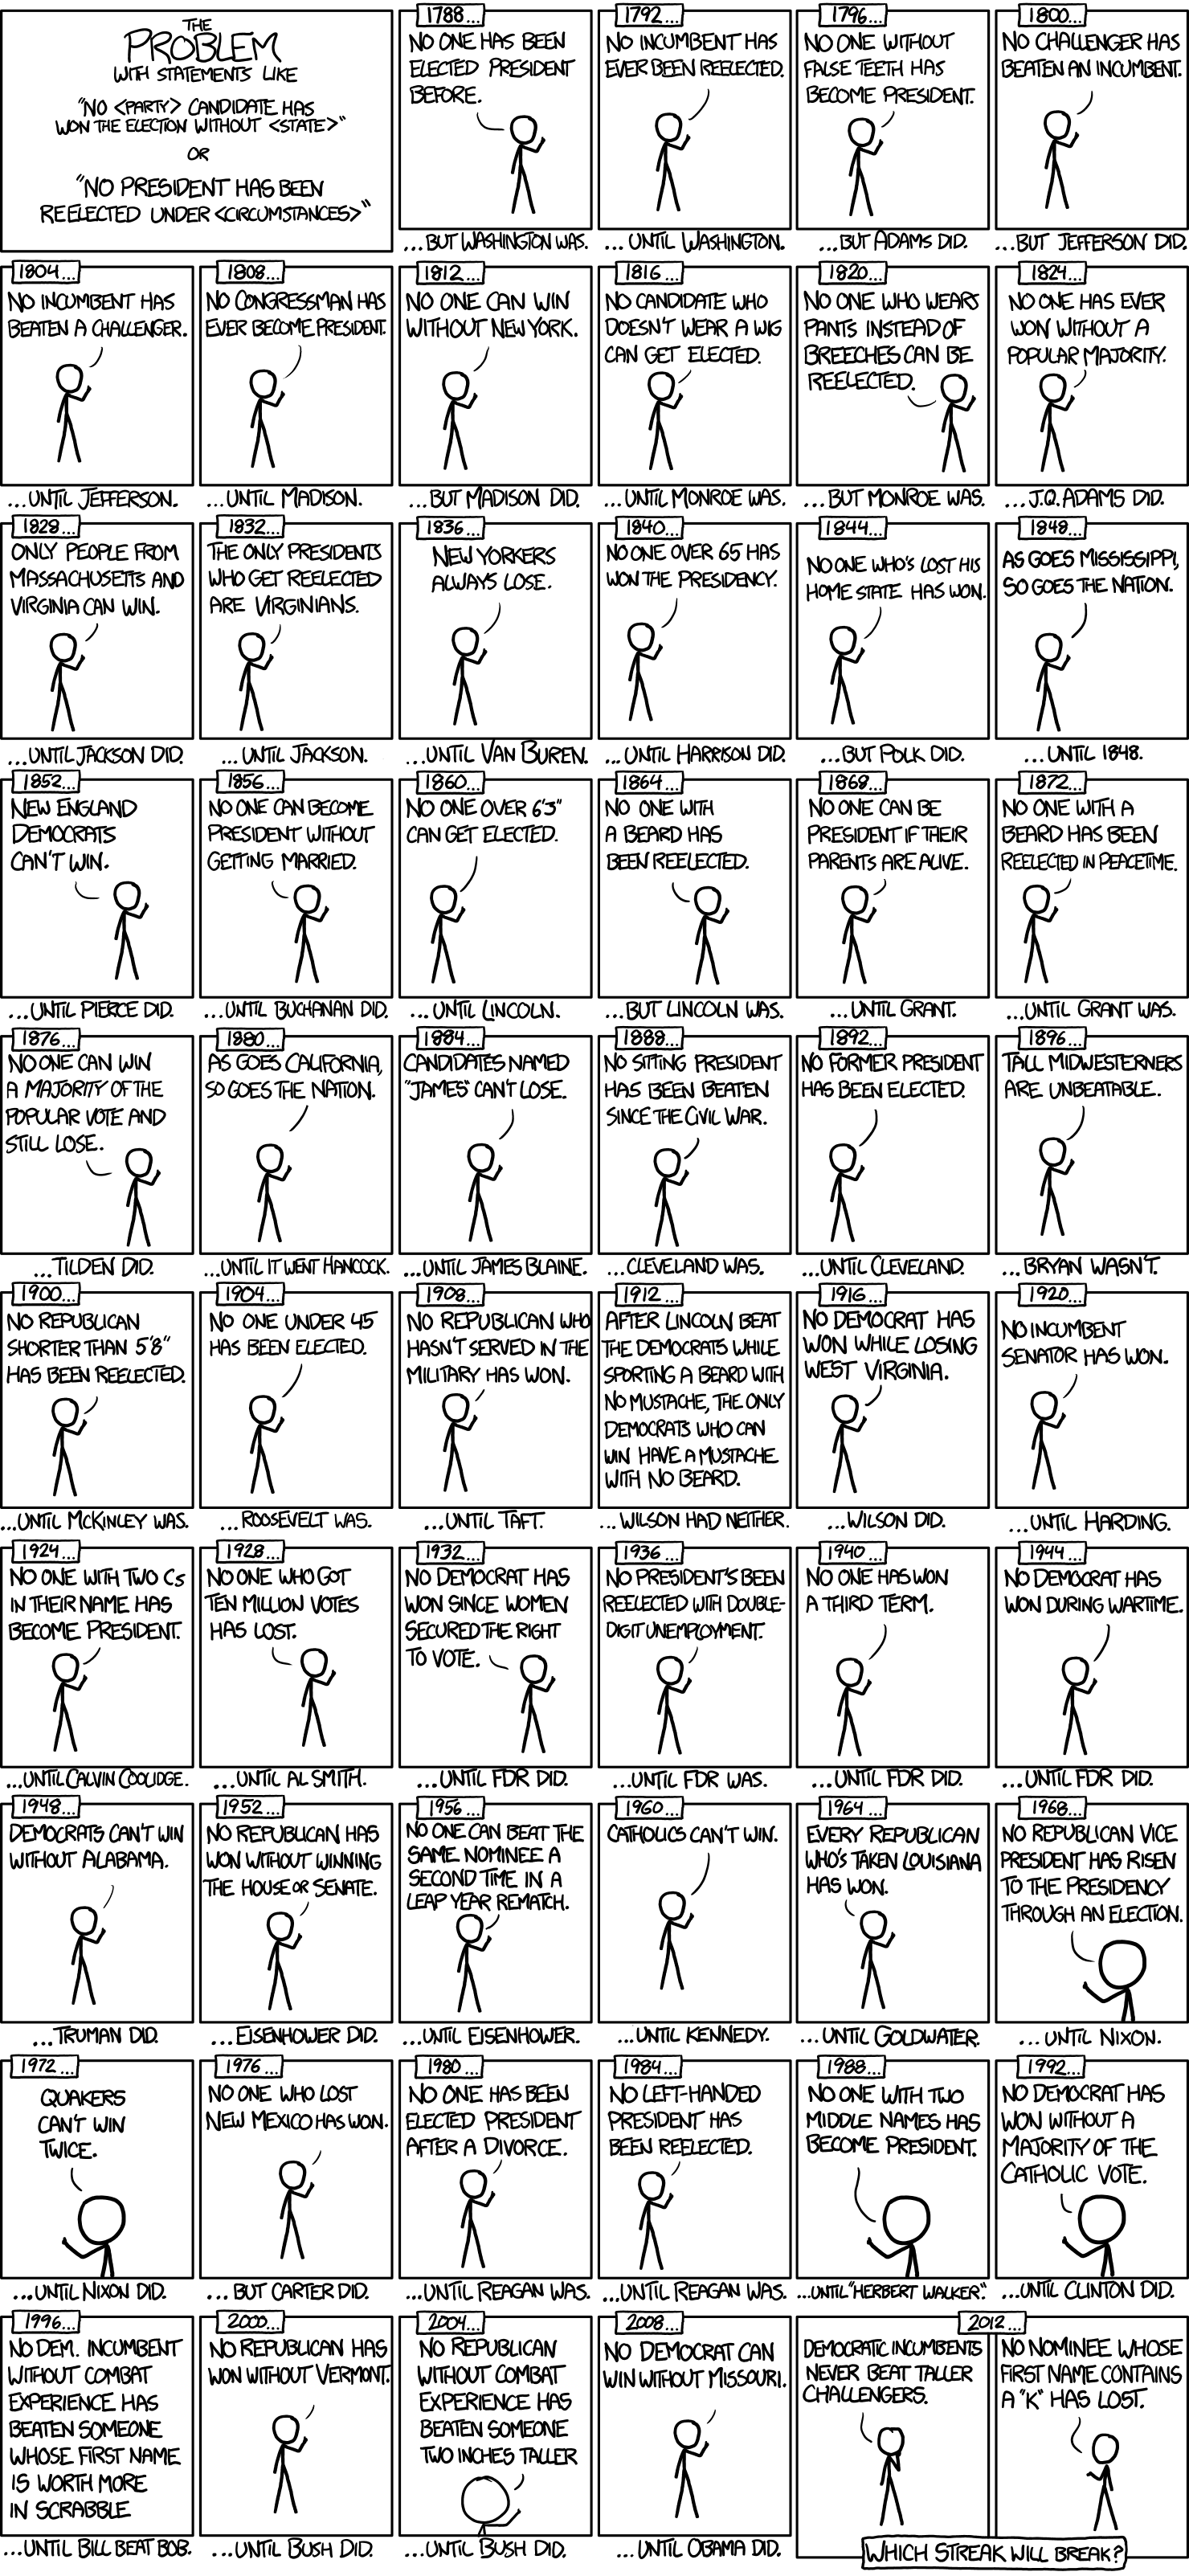 THE
PROBLEM
WITH STATEMENTS LIKE
"NO <PARTY> CANDIDATE HAS
WON THE ELECTION WITHOUT <STATE>"
OR
"NO PRESIDENT HAS BEEN
REELECTED UNDER <CIRCUMSTANCES>"
1788...
NO ONE HAS BEEN
ELECTED PRESIDENT
BEFORE.
...BUT WASHINGTON WAS.
1792...
NO INCUMBENT HAS
EVER BEEN REELECTED.
... UNTIL WASHINGTON.
1796...
NO ONE WITHOUT
FALSE TEETH HAS
BECOME PRESIDENT.
...BUT ADAMS DID.
1800...
NO CHALLENGER HAS
BEATEN AN INCUMBENT.
...BUT JEFFERSON DID.
1804...
NO INCUMBENT HAS
BEATEN A CHALLENGER.
...UNTIL JEFFERSON.
1808...
NO CONGRESSMAN HAS
EVER BECOME PRESIDENT.
...UNTIL MADISON.
1812...
NO ONE CAN WIN
WITHOUT NEW YORK.
...BUT MADISON DID.
1816...
NO CANDIDATE WHO
DOESN'T WEAR A WIG
CAN GET ELECTED.
...UNTIL MONROE WAS.
1820...
NO ONE WHO WEARS
PANTS INSTEAD OF
BREECHES CAN BE
REELECTED.
...BUT MONROE WAS.
1824...
NO ONE HAS EVER
WON WITHOUT A
POPULAR MAJORITY.
...J.Q. ADAMS DID.
1828...
ONLY PEOPLE FROM
MASSACHUSETTS AND
VIRGINIA CAN WIN.
...UNTIL JACKSON DID.
1832...
THE ONLY PRESIDENTS
WHO GET REELECTED
ARE VIRGINIANS.
...UNTIL JACKSON.
1836...
NEW YORKERS
ALWAYS LOSE.
...UNTIL VAN BUREN.
1840...
NO ONE OVER 65 HAS
WON THE PRESIDENCY.
...UNTIL HARRISON DID.
1844...
NO ONE WHO'S LOST HIS
HOME STATE HAS WON.
...BUT POLK DID.
1848...
AS GOES MISSISSIPPI,
SO GOES THE NATION.
...UNTIL 1848.
1852...
NEW ENGLAND
DEMOCRATS
CAN'T WIN.
...UNTIL PIERCE DID.
1856...
NO ONE CAN BECOME
PRESIDENT WITHOUT
GETTING MARRIED.
...UNTIL BUCHANAN DID.
1860...
NO ONE OVER 6'3"
CAN GET ELECTED.
...UNTIL LINCOLN.
1864...
NO ONE WITH
A BEARD HAS
BEEN REELECTED.
...BUT LINCOLN WAS.
1868...
NO ONE CAN BE
PRESIDENT IF THEIR
PARENTS ARE ALIVE.
...UNTIL GRANT.
1872...
NO ONE WITH A
BEARD HAS BEEN
REELECTED IN PEACETIME.
...UNTIL GRANT WAS.
1876...
NO ONE CAN WIN
A MAJORITY OF THE
POPULAR VOTE AND
STILL LOSE.
...TILDEN DID.
1880...
AS GOES CALIFORNIA,
SO GOES THE NATION.
...UNTIL IT WENT HANCOCK.
1884...
CANDIDATES NAMED
"JAMES" CAN'T LOSE.
...UNTIL JAMES BLAINE.
1888...
NO SITTING PRESIDENT
HAS BEEN BEATEN
SINCE THE CIVIL WAR.
...CLEVELAND WAS.
1892...
NO FORMER PRESIDENT
HAS BEEN ELECTED.
...UNTIL CLEVELAND.
1896...
TALL MIDWESTERNERS
ARE UNBEATABLE.
...BRYAN WASN'T.
1900...
NO REPUBLICAN
SHORTER THAN 5'8"
HAS BEEN REELECTED.
...UNTIL MCKINLEY WAS.
1904...
NO ONE UNDER 45
HAS BEEN ELECTED.
...ROOSEVELT WAS.
1908...
NO REPUBLICAN WHO
HASN'T SERVED IN THE
MILITARY HAS WON.
...UNTIL TAFT.
1912...
AFTER LINCOLN BEAT
THE DEMOCRATS WHILE
SPORTING A BEARD WITH
NO MUSTACHE, THE ONLY
DEMOCRATS WHO CAN
WIN HAVE A MUSTACHE
WITH NO BEARD.
...WILSON HAD NEITHER.
1916...
NO DEMOCRAT HAS
WON WHILE LOSING
WEST VIRGINIA.
...WILSON DID.
1920...
NO INCUMBENT
SENATOR HAS WON.
...UNTIL HARDING.
1924...
NO ONE WITH TWO Cs
IN THEIR NAME HAS
BECOME PRESIDENT.
...UNTIL CALVIN COOLIDGE.
1928...
NO ONE WHO GOT
TEN MILLION VOTES
HAS LOST.
...UNTIL AL SMITH.
1932...
NO DEMOCRAT HAS
WON SINCE WOMEN
SECURED THE RIGHT
TO VOTE.
...UNTIL FDR DID.
1936...
NO PRESIDENT'S BEEN
REELECTED WITH DOUBLE-
DIGIT UNEMPLOYMENT.
...UNTIL FDR WAS.
1940...
NO ONE HAS WON
A THIRD TERM.
...UNTIL FDR DID.
1944...
NO DEMOCRAT HAS
WON DURING WARTIME.
...UNTIL FDR DID.
1948...
DEMOCRATS CAN'T WIN
WITHOUT ALABAMA.
...TRUMAN DID.
1952...
NO REPUBLICAN HAS
WON WITHOUT WINNING
THE HOUSE OR SENATE.
...EISENHOWER DID.
1956...
NO ONE CAN BEAT THE
SAME NOMINEE A
SECOND TIME IN A
LEAP YEAR REMATCH.
...UNTIL EISENHOWER.
1960...
CATHOLICS CAN'T WIN.
...UNTIL KENNEDY.
1964...
EVERY REPUBLICAN
WHO'S TAKEN LOUISIANA
HAS WON.
...UNTIL GOLDWATER.
1968...
NO REPUBLICAN VICE
PRESIDENT HAS RISEN
TO THE PRESIDENCY
THROUGH AN ELECTION.
...UNTIL NIXON.
1972...
QUAKERS
CAN'T WIN
TWICE.
...UNTIL NIXON DID.
1976...
NO ONE WHO LOST
NEW MEXICO HAS WON.
...BUT CARTER DID.
1980...
NO ONE HAS BEEN
ELECTED PRESIDENT
AFTER A DIVORCE.
...UNTIL REAGAN WAS.
1984...
NO LEFT-HANDED
PRESIDENT HAS
BEEN REELECTED.
...UNTIL REAGAN WAS.
1988...
NO ONE WITH TWO
MIDDLE NAMES HAS
BECOME PRESIDENT.
...UNTIL "HERBERT WALKER".
1992...
NO DEMOCRAT HAS
WON WITHOUT A
MAJORITY OF THE
CATHOLIC VOTE.
...UNTIL CLINTON DID.
1996...
NO DEM. INCUMBENT
WITHOUT COMBAT
EXPERIENCE HAS
BEATEN SOMEONE
WHOSE FIRST NAME
IS WORTH MORE
IN SCRABBLE
...UNTIL BILL BEAT BOB.
2000...
NO REPUBLICAN HAS
WON WITHOUT VERMONT.
...UNTIL BUSH DID.
2004...
NO REPUBLICAN
WITHOUT COMBAT
EXPERIENCE HAS
BEATEN SOMEONE
TWO INCHES TALLER
...UNTIL BUSH DID.
2008...
NO DEMOCRAT CAN
WIN WITHOUT MISSOURI.
...UNTIL OBAMA DID.
2012...
DEMOCRATIC INCUMBENTS
NEVER BEAT TALLER
CHALLENGERS.
NO NOMINEE WHOSE
FIRST NAME CONTAINS
A "K" HAS LOST.
WHICH STREAK WILL BREAK?